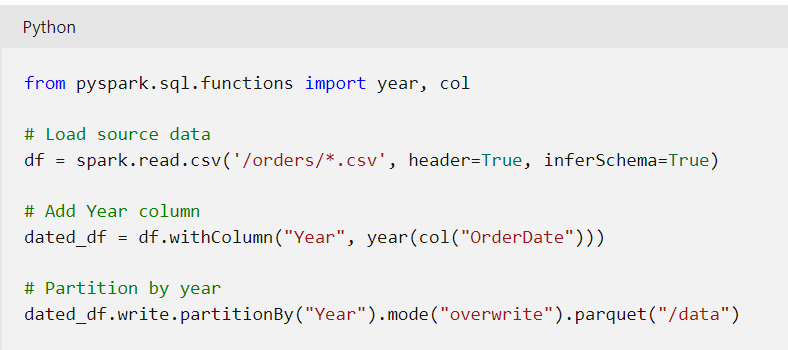 Python
from pyspark.sql.functions import year, col
# Load source data
df = spark.read.csv('/orders/*.csv', header=True, inferSchema=True)
# Add Year column
dated_df = df.withColumn("Year", year(col("OrderDate")))
# Partition by year
dated_df.write.partitionBy("Year").mode("overwrite").parquet("/data")